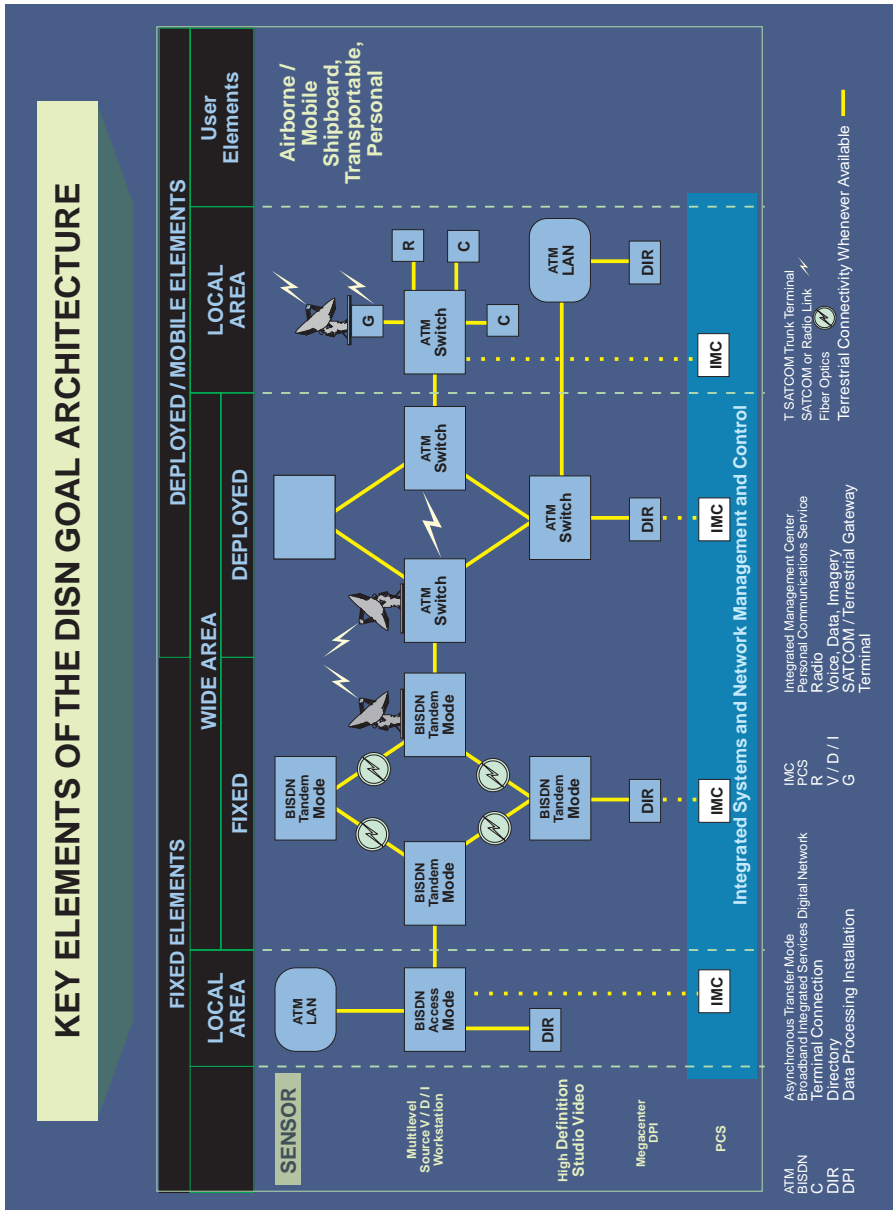 KEY ELEMENTS OF THE DISN GOAL ARCHITECTURE
FIXED ELEMENTS
DEPLOYED / MOBILE ELEMENTS
WIDE AREA
LOCAL
AREA
FIXED
DEPLOYED
LOCAL
AREA
User
Elements
SENSOR
Multilevel
Source V / D / I
Workstation
High Definition
Studio Video
Megacenter
DPI
PCS
ATM
LAN
BISDN
Access
Mode
DIR
IMC
BISDN
Tandem
Mode
BISDN
Tandem
Mode
BISDN
Tandem
Mode
BISDN
Tandem
Mode
DIR
IMC
ATM
Switch
ATM
Switch
ATM
Switch
DIR
IMC
G
R
ATM
Switch
C
C
ATM
LAN
DIR
IMC
Airborne /
Mobile
Shipboard,
Transportable,
Personal
Integrated Systems and Network Management and Control
ATM Asynchronous Transfer Mode
BISDN Broadband Integrated Services Digital Network
C Terminal Connection
DIR Directory
DPI Data Processing Installation
IMC Integrated Management Center
PCS Personal Communications Service
R Radio
V / D / I Voice, Data, Imagery
G SATCOM / Terrestrial Gateway
Terminal
T SATCOM Trunk Terminal
SATCOM or Radio Link
Fiber Optics
Terrestrial Connectivity Whenever Available